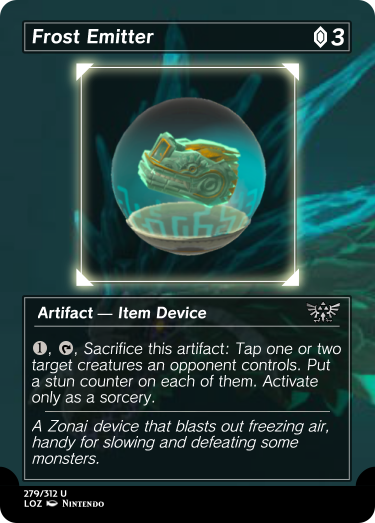 Frost Emitter 3
Artifact — Item Device
1, T, Sacrifice this artifact: Tap one or two
target creatures an opponent controls. Put
a stun counter on each of them. Activate
only as a sorcery.
A Zonai device that blasts out freezing air,
handy for slowing and defeating some
monsters.
279/312 U
LOZ Nintendo